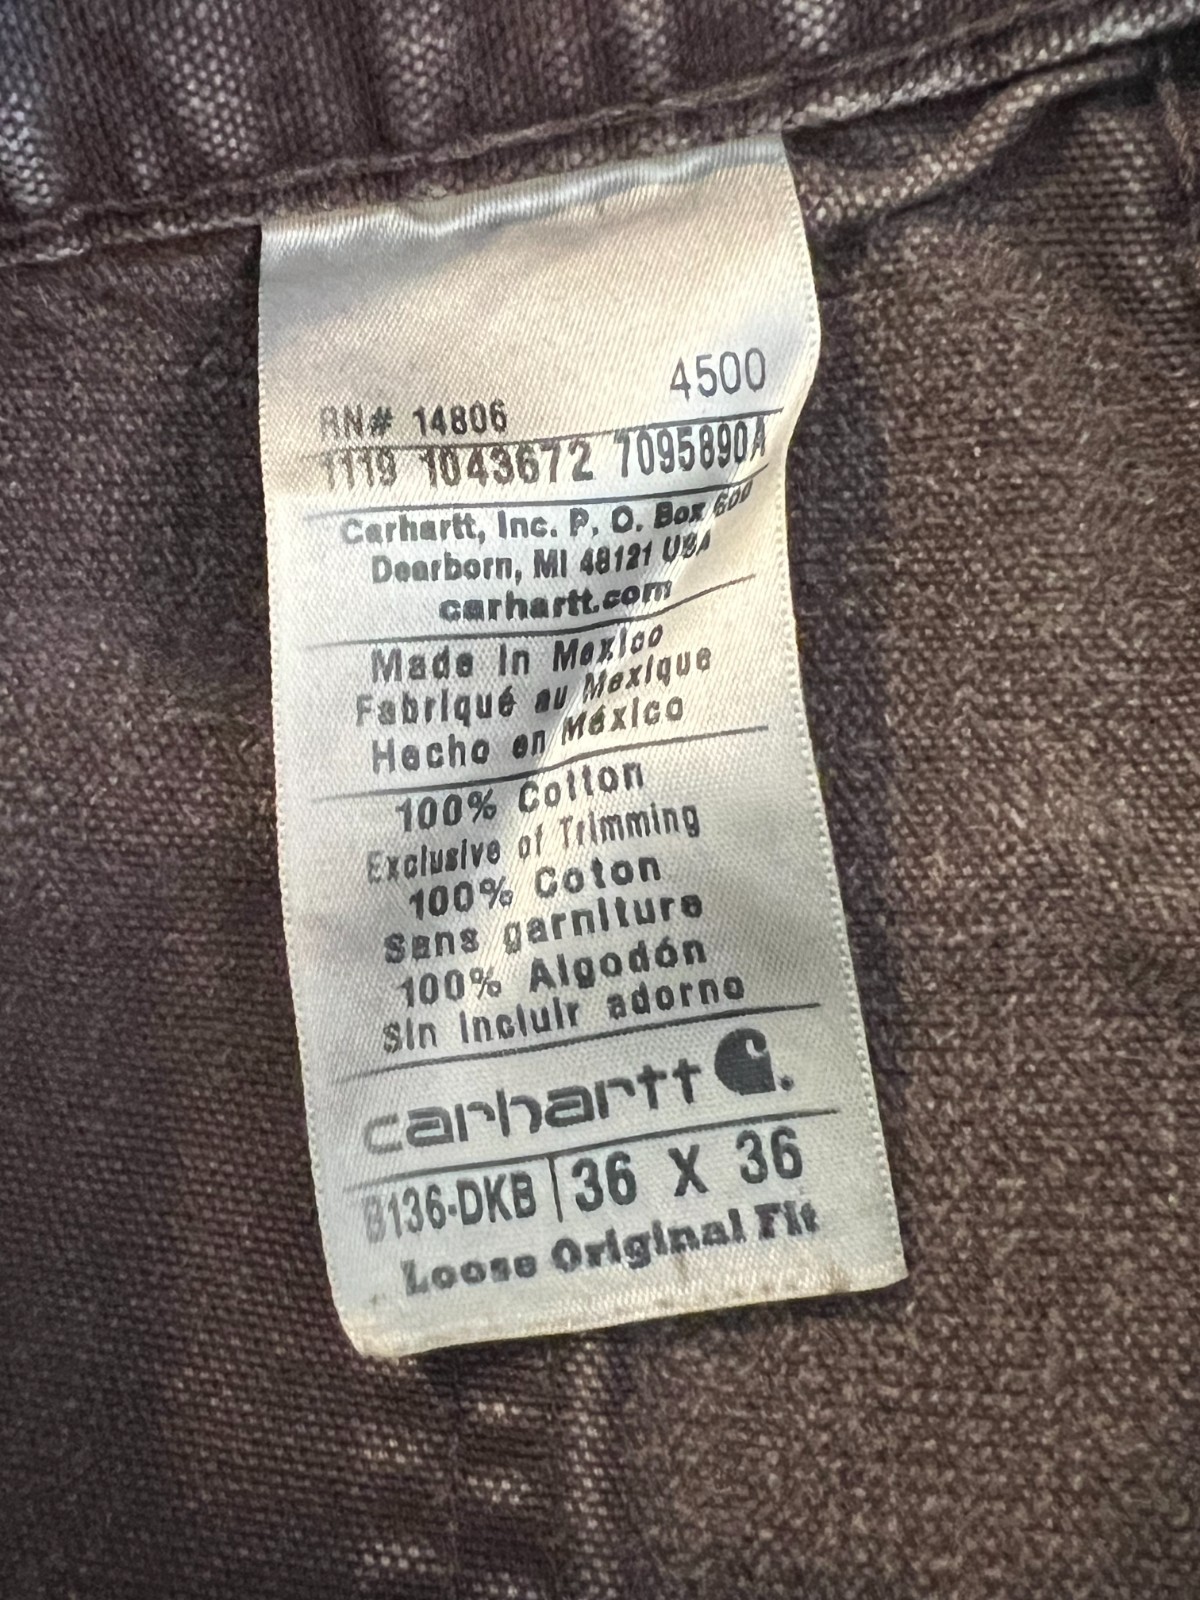 4500
RN# 14806
1119 1043672 7095890A
Carhartt, Inc. P. O. Box 600
Dearborn, MI 48121 USA
carhartt.com
Made in Mexico
Fabriqué au Mexique
Hecho en México
100% Cotton
Exclusive of Trimming
100% Coton
Sans garniture
100% Algodón
Sin incluir adorno
carhartt
B136-DKB | 36 X 36
Loose Original Fit